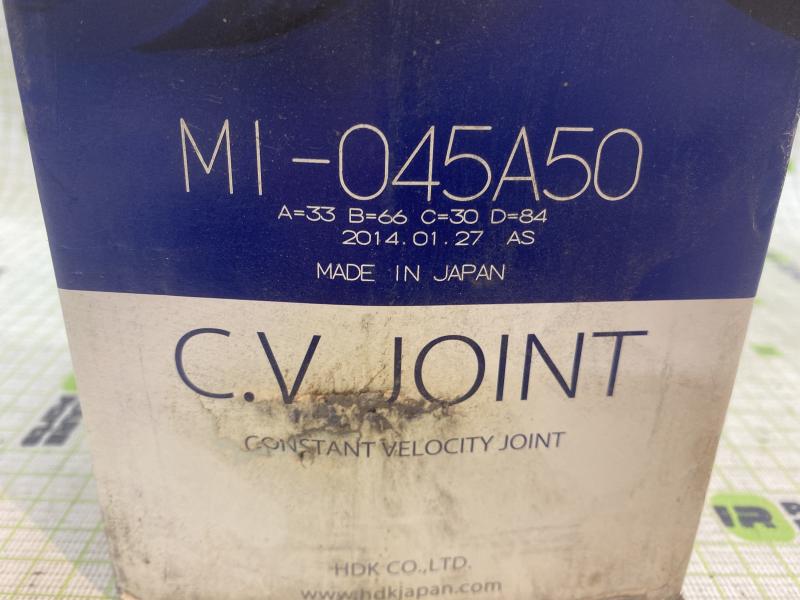 MI-045A50
A=33 B=66 C=30 D=84
2014.01.27 AS
MADE IN JAPAN
C.V JOINT
CONSTANT VELOCITY JOINT
HDK CO.,LTD.
www.hdkjapan.com
IR